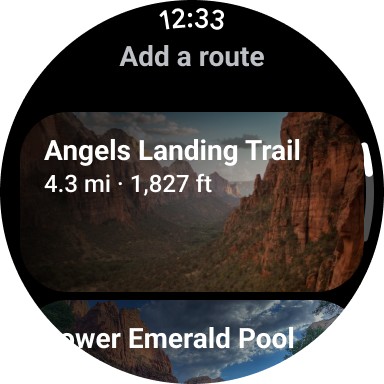 12:33
Add a route
Angels Landing Trail
4.3 mi · 1,827 ft
ower Emerald Pool